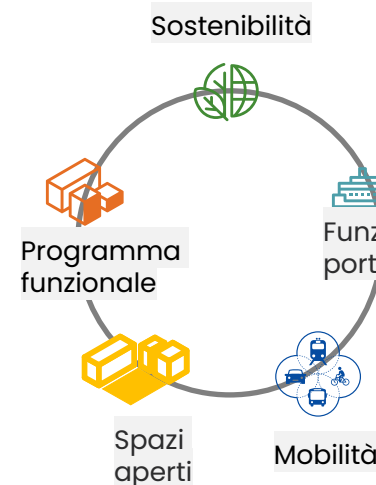 Sostenibilità
Programma
funzionale
Spazi
aperti
Mobilità